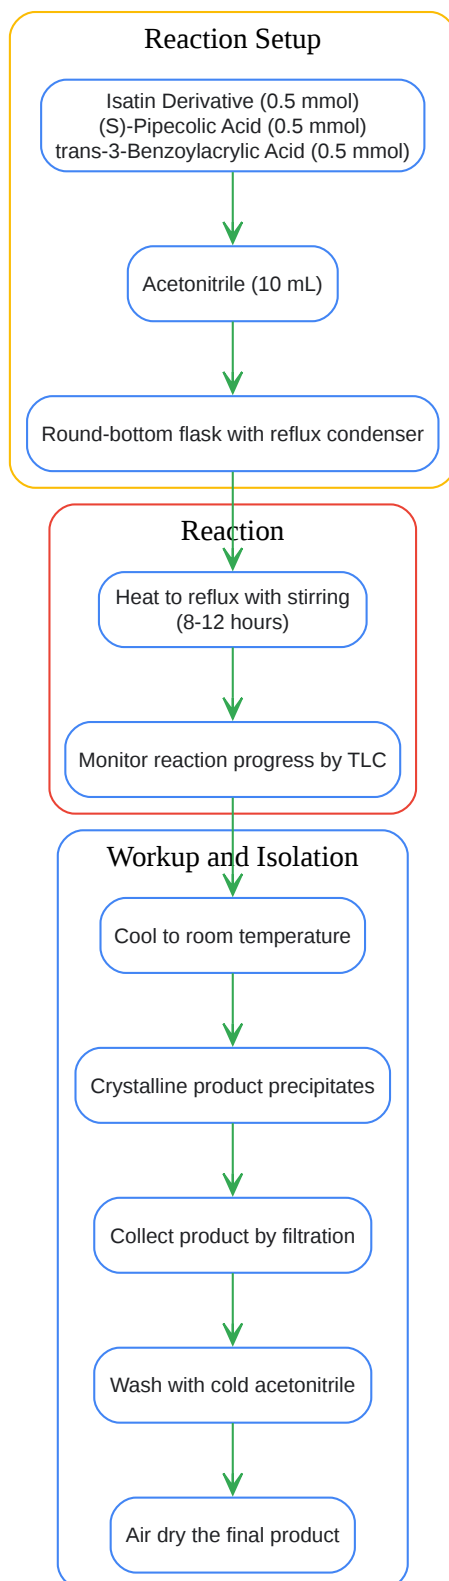 Reaction Setup
Isatin Derivative (0.5 mmol)
(S)-Pipecolic Acid (0.5 mmol)
trans-3-Benzoylacrylic Acid (0.5 mmol)
Acetonitrile (10 mL)
Round-bottom flask with reflux condenser
Reaction
Heat to reflux with stirring
(8-12 hours)
Monitor reaction progress by TLC
Workup and Isolation
Cool to room temperature
Crystalline product precipitates
Collect product by filtration
Wash with cold acetonitrile
Air dry the final product